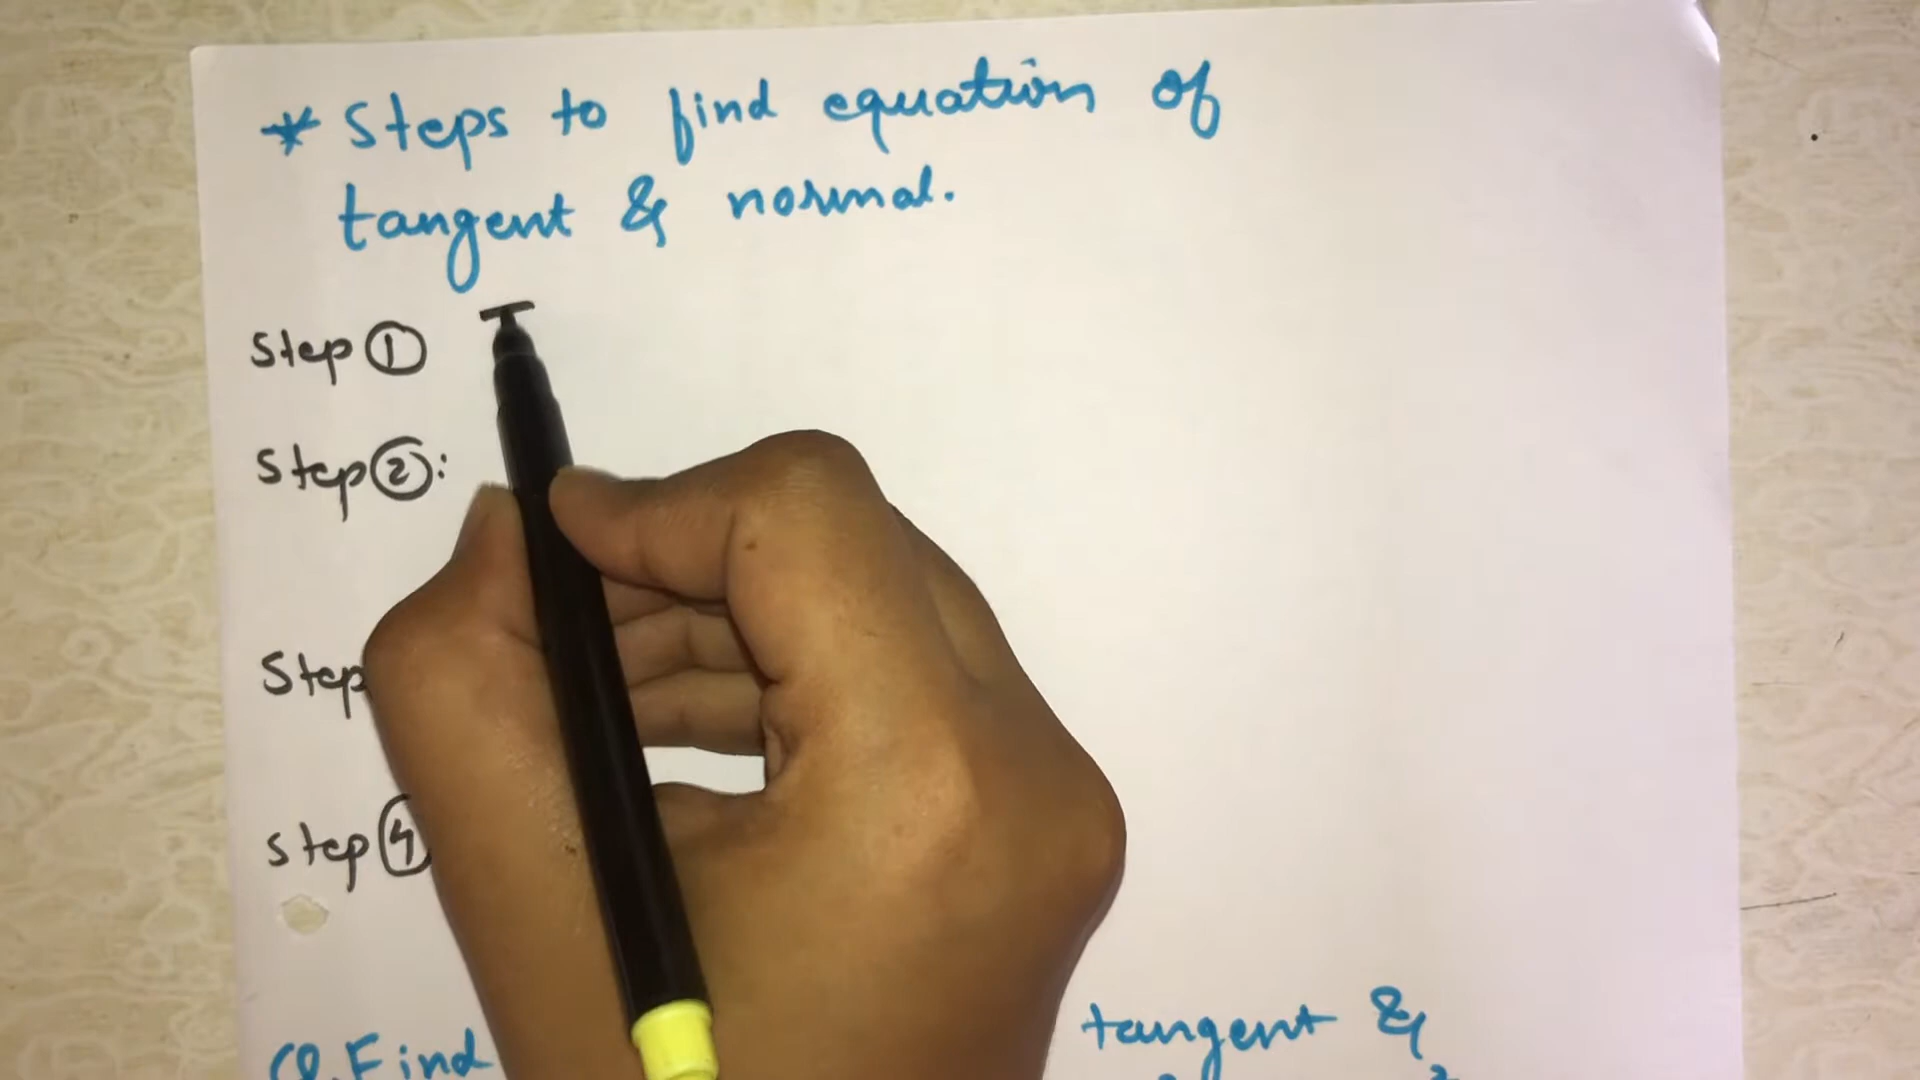 * Steps to find equation of
tangent & normal.
Step ①
Step ②:
Step
Step ④
Q. Find tangent &